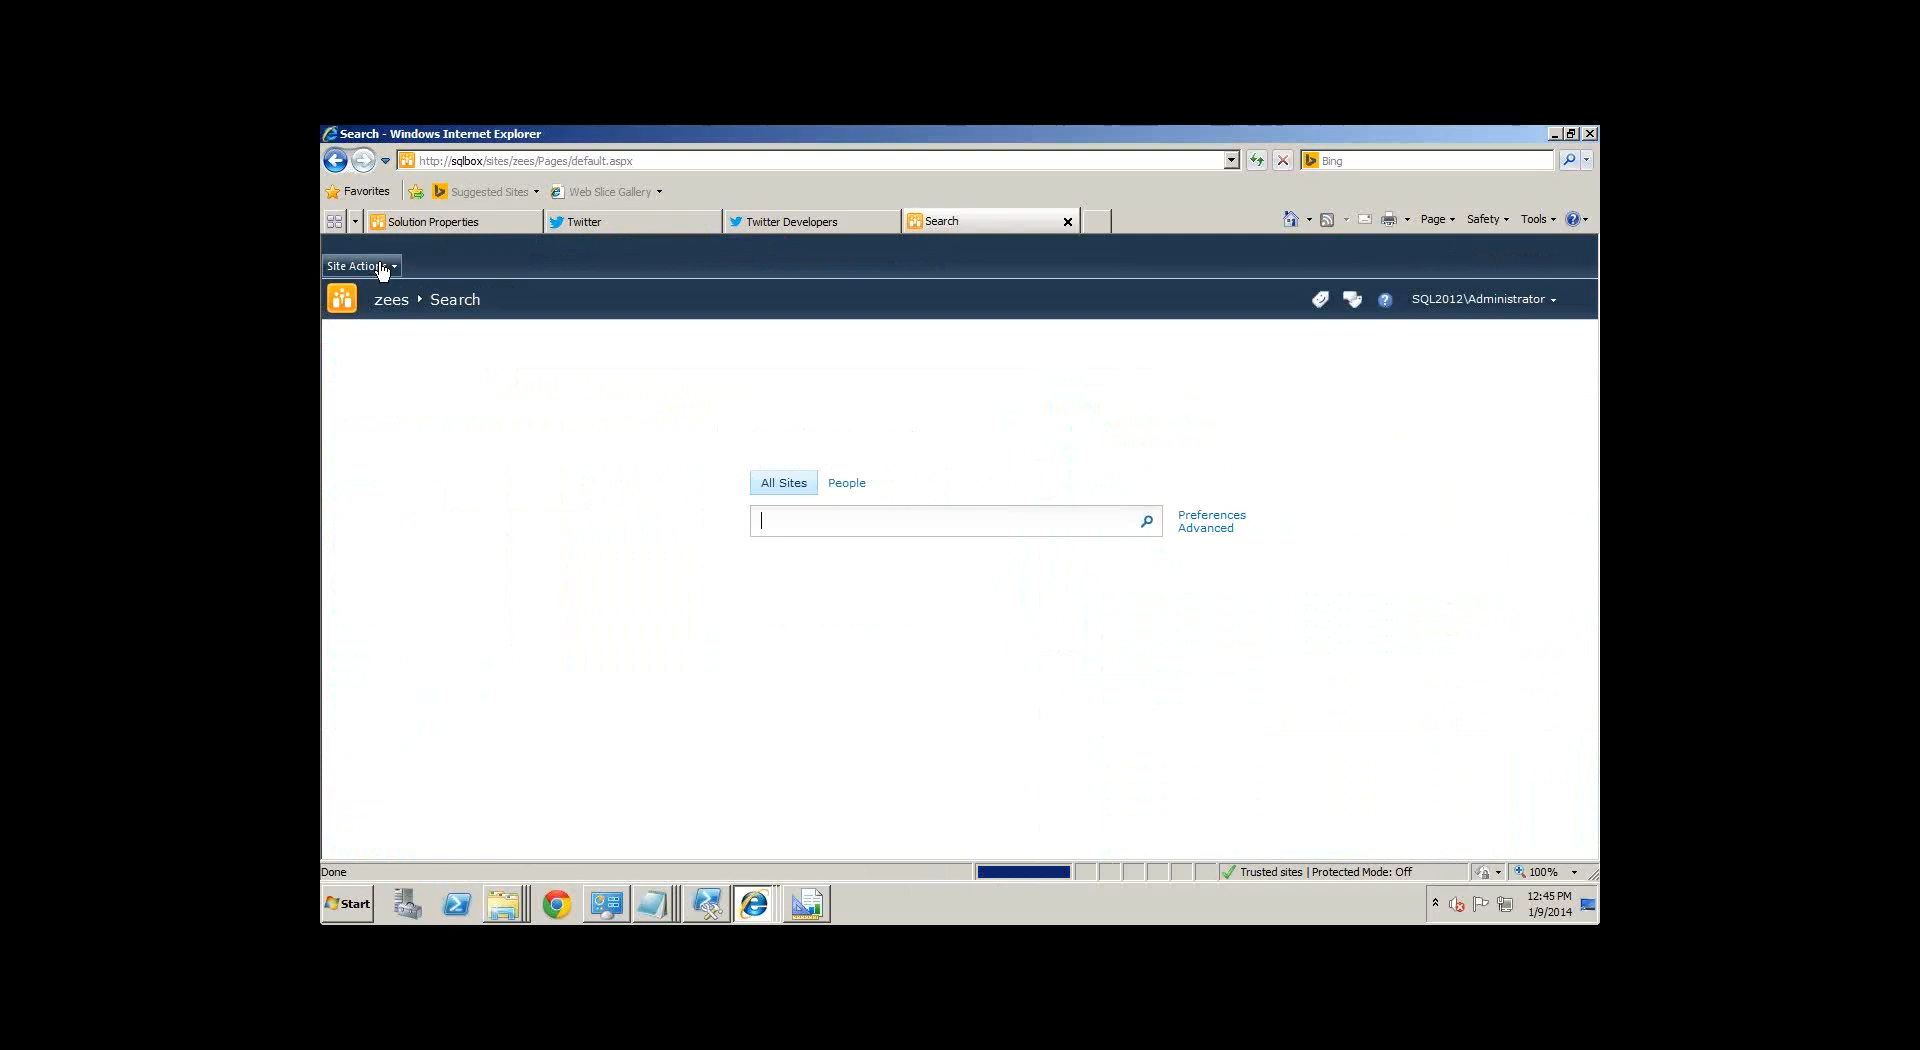 Search - Windows Internet Explorer
http://sqlbox/sites/zees/Pages/default.aspx
Bing
Favorites
Suggested Sites
Web Slice Gallery
Solution Properties
Twitter
Twitter Developers
Search
Page
Safety
Tools
Site Actions
zees
Search
SQL2012\Administrator
All Sites
People
Preferences
Advanced
Done
Trusted sites | Protected Mode: Off
100%
Start
12:45 PM
1/9/2014